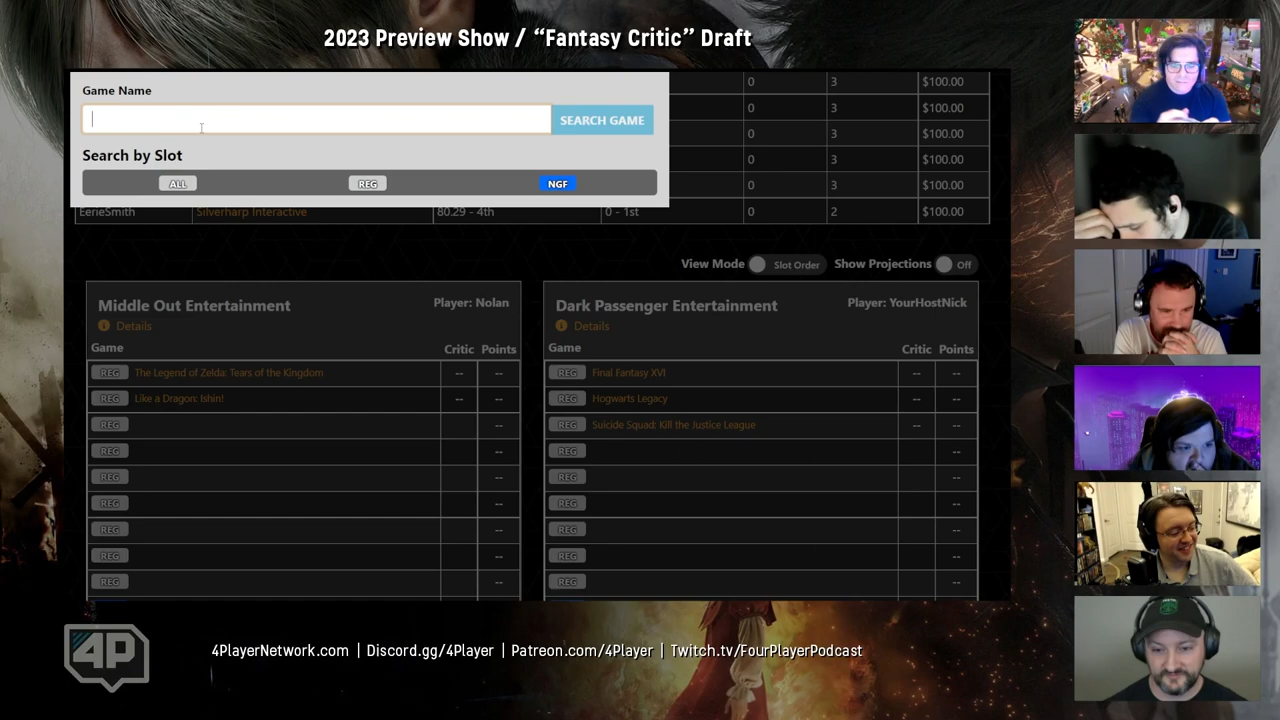 2023 Preview Show / “Fantasy Critic” Draft
Game Name
SEARCH GAME
Search by Slot
ALL REG NGF
0 3 $100.00
0 3 $100.00
0 3 $100.00
0 3 $100.00
0 3 $100.00
EerieSmith Silverharp Interactive 80.29 - 4th 0 - 1st 0 2 $100.00
View Mode Slot Order Show Projections Off
Middle Out Entertainment Player: Nolan
Details
Game Critic Points
REG The Legend of Zelda: Tears of the Kingdom -- --
REG Like a Dragon: Ishin! -- --
REG --
REG --
REG --
REG --
REG --
REG --
REG --
Dark Passenger Entertainment Player: YourHostNick
Details
Game Critic Points
REG Final Fantasy XVI -- --
REG Hogwarts Legacy -- --
REG Suicide Squad: Kill the Justice League -- --
REG --
REG --
REG --
REG --
REG --
REG --
4P
4PlayerNetwork.com | Discord.gg/4Player | Patreon.com/4Player | Twitch.tv/FourPlayerPodcast